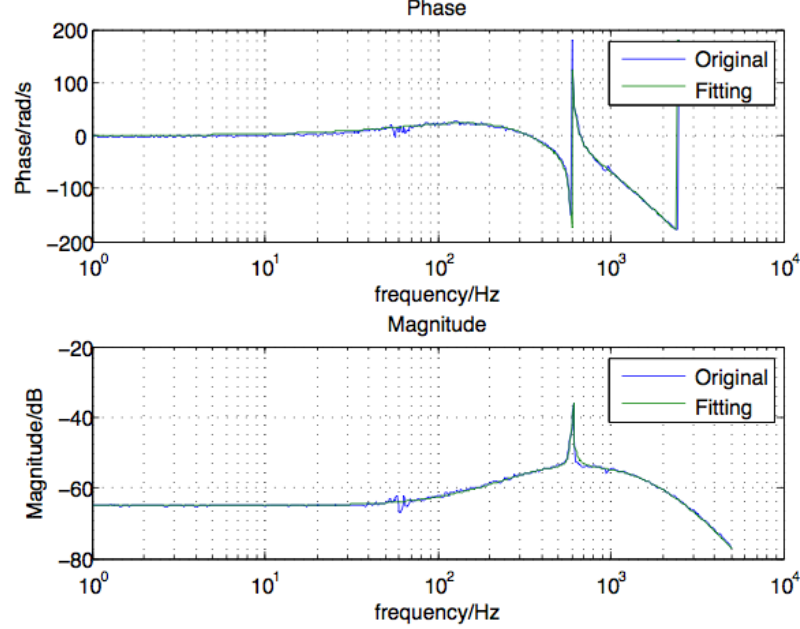 Phase
200
100
0
−100
−200
Phase/rad/s
Original
Fitting
10^0
10^1
10^2
10^3
10^4
frequency/Hz
Magnitude
−20
−40
−60
−80
Magnitude/dB
Original
Fitting
10^0
10^1
10^2
10^3
10^4
frequency/Hz